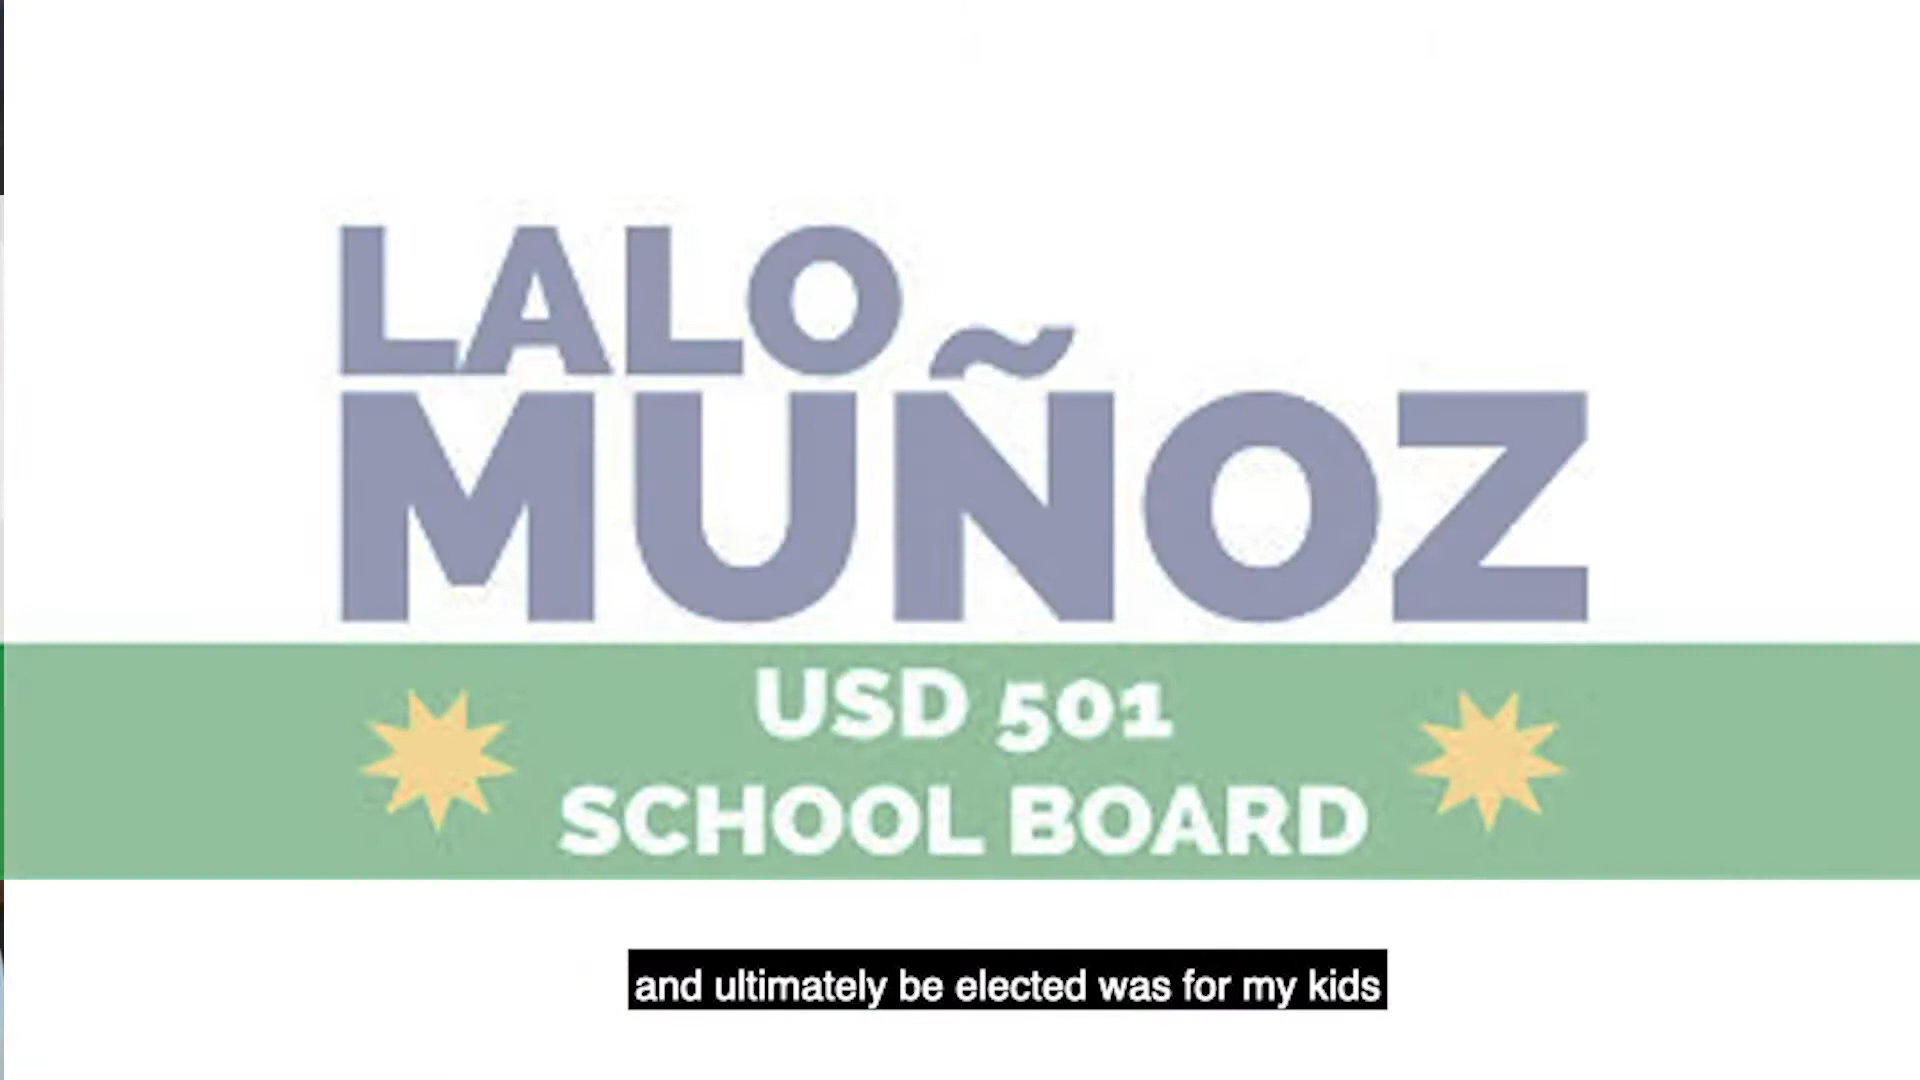 LALO
MUÑOZ
USD 501
SCHOOL BOARD
and ultimately be elected was for my kids